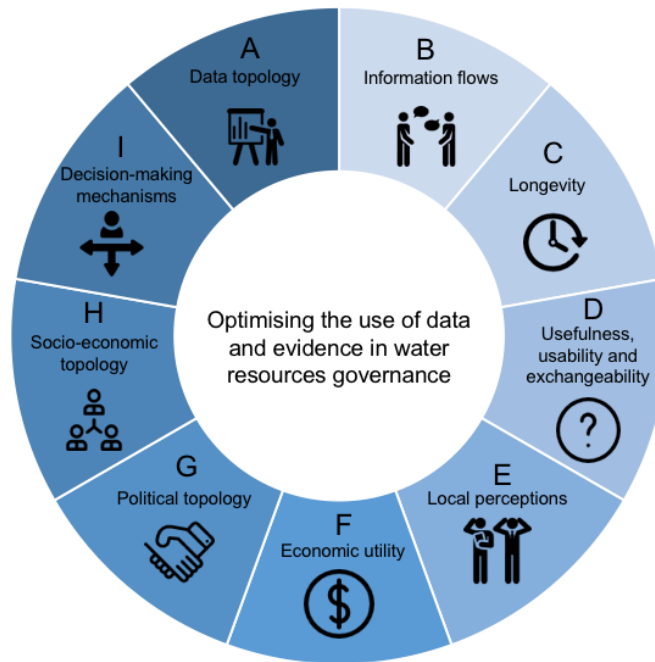 A
Data topology
B
Information flows
C
Longevity
D
Usefulness,
usability and
exchangeability
E
Local perceptions
F
Economic utility
$
G
Political topology
H
Socio-economic
topology
I
Decision-making
mechanisms
Optimising the use of data
and evidence in water
resources governance
?